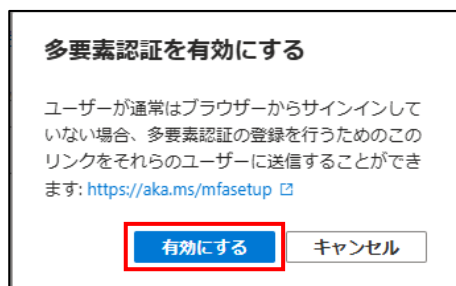 多要素認証を有効にする
ユーザーが通常はブラウザーからサインインして
いない場合、多要素認証の登録を行うためのこの
リンクをそれらのユーザーに送信することができ
ます: https://aka.ms/mfasetup
有効にする キャンセル